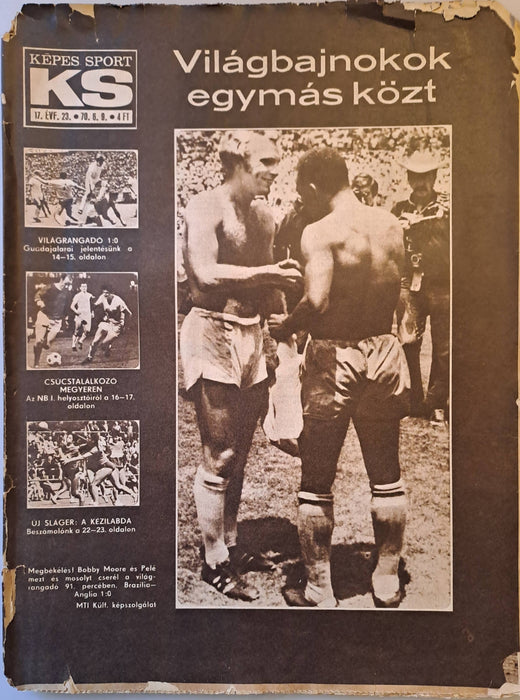 KÉPES SPORT
KS
17. ÉVF. 23. • 70. 6. 9. • 4 FT
Világbajnokok
egymás közt
VILÁGRANGADÓ 1:0
Guadajalarai jelentésünk a
14—15. oldalon
CSÚCSTALÁLKOZÓ
MEGYEREN
Az NB I. helyosztóiról a 16—17.
oldalon
ÚJ SLÁGER: A KÉZILABDA
Beszámolónk a 22—23. oldalon
Megbékélés! Bobby Moore és Pelé
mezt és mosolyt cserél a világ-
rangadó 91. percében. Brazília—
Anglia 1:0
MTI Külf. képszolgálat